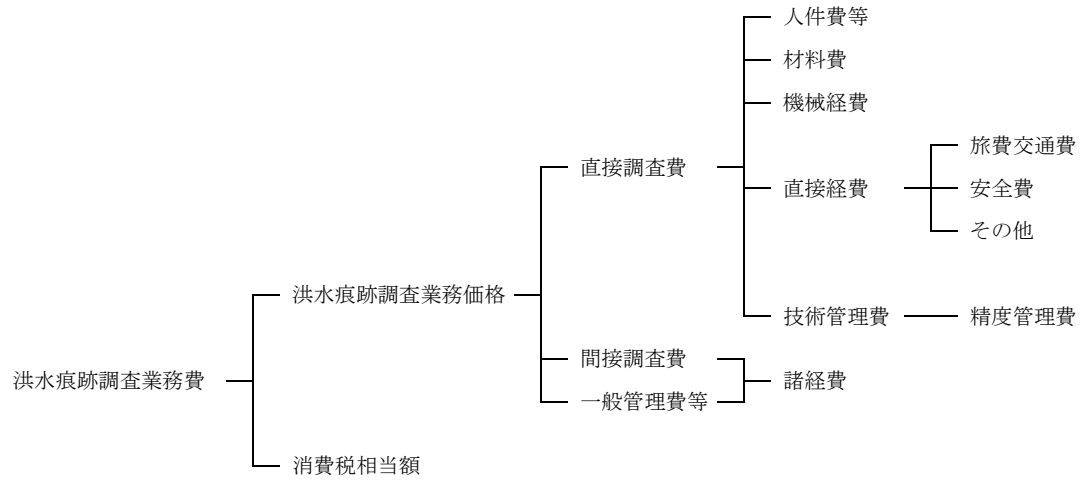 人件費等
材料費
機械経費
旅費交通費
直接調査費
直接経費
安全費
その他
洪水痕跡調査業務価格
技術管理費
精度管理費
間接調査費
洪水痕跡調査業務費
諸経費
一般管理費等
消費税相当額